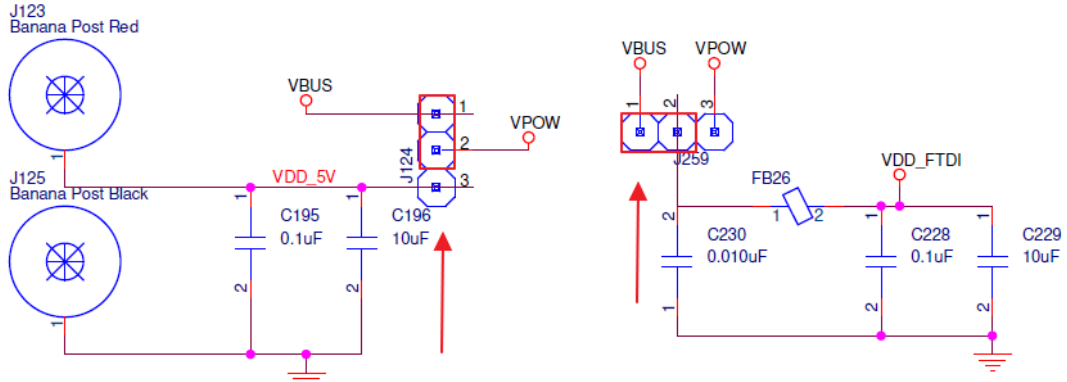 J123
Banana Post Red
1
J125
Banana Post Black
1
VDD_5V
1
C195
0.1uF
2
1
C196
10uF
2
VBUS
1
2
3
J124
VPOW
VBUS
VPOW
1
2
3
J259
2
C230
0.010uF
1
FB26
1
2
VDD_FTDI
1
C228
0.1uF
2
1
C229
10uF
2